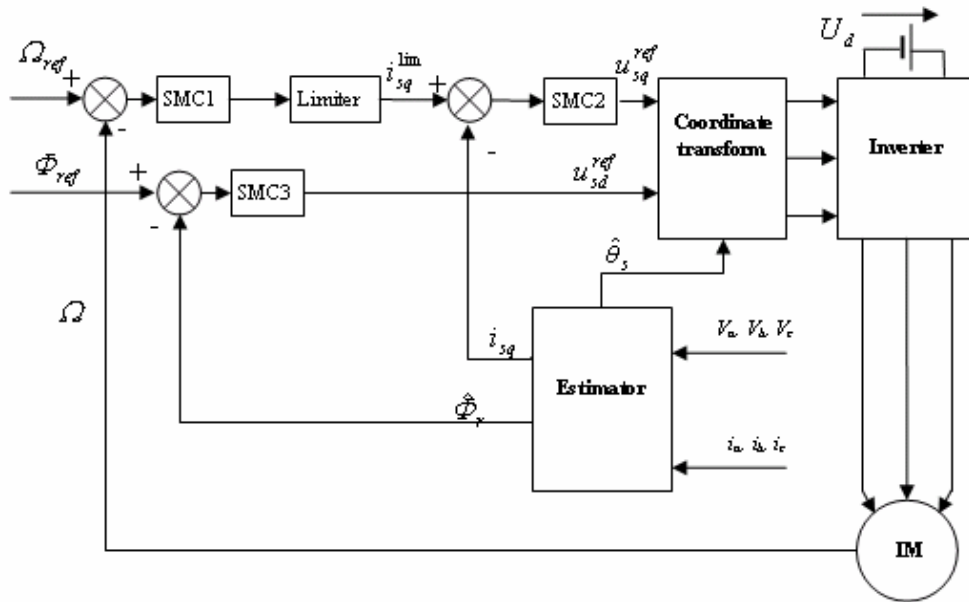 U_d
Ω_ref
+
-
SMC1
Limiter
i_sq^lim
+
-
SMC2
u_sq^ref
Coordinate transform
Inverter
Φ_ref
+
-
SMC3
u_sd^ref
θ̂_s
Ω
i_sq
Φ̂_r
Estimator
V_a, V_b, V_c
i_a, i_b, i_c
IM